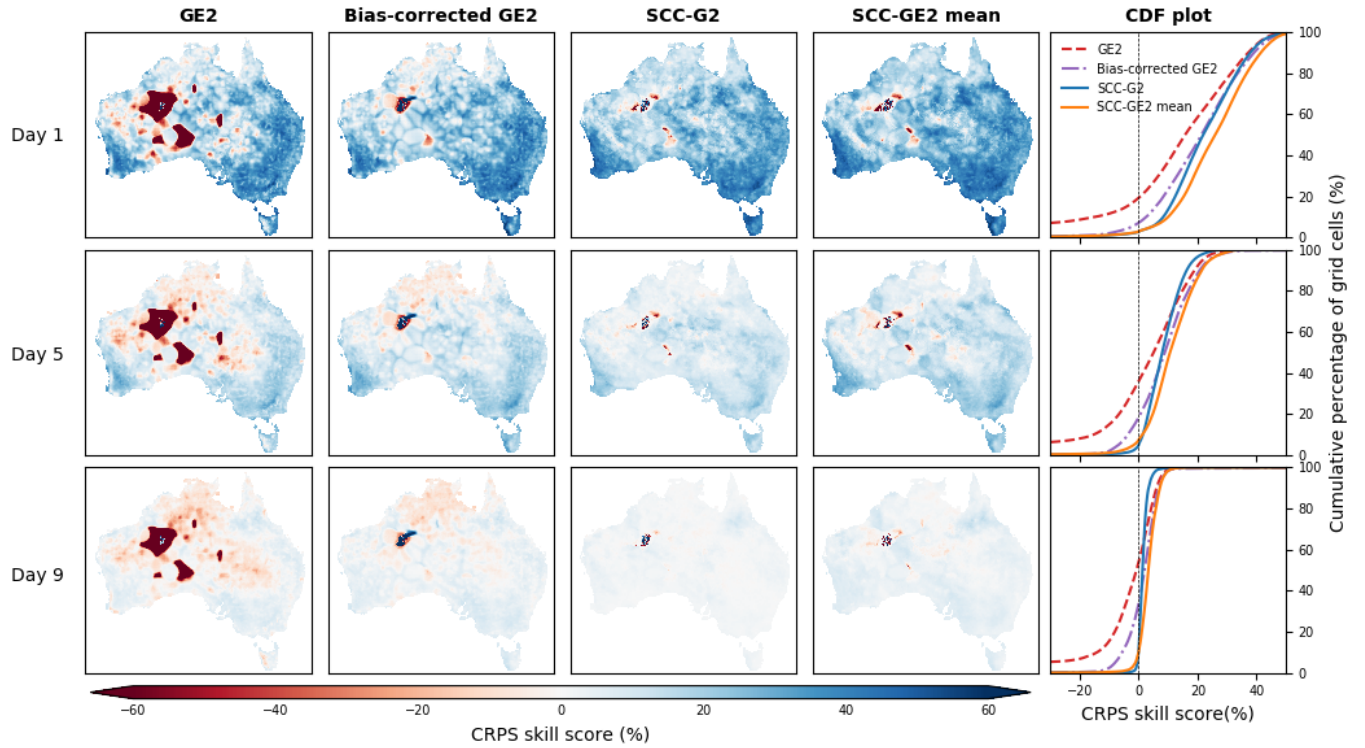 GE2 Bias-corrected GE2 SCC-G2 SCC-GE2 mean CDF plot
Day 1
GE2
Bias-corrected GE2
SCC-G2
SCC-GE2 mean
100
80
60
40
20
0
Day 5
100
80
60
40
20
0
Day 9
100
80
60
40
20
0
Cumulative percentage of grid cells (%)
−20 0 20 40
CRPS skill score(%)
−60 −40 −20 0 20 40 60
CRPS skill score (%)